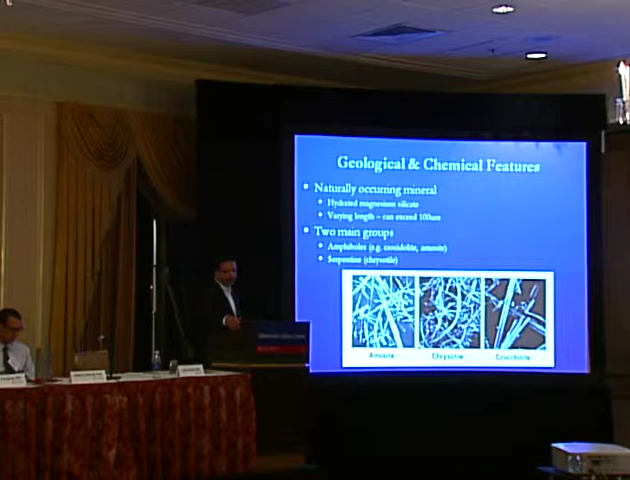 Geological & Chemical Features
Naturally occurring mineral
Hydrated magnesium silicate
Varying length – can exceed 100um
Two main groups
Amphiboles (e.g. crocidolite, amosite)
Serpentine (chrysotile)
Amosite Chrysotile Crocidolite